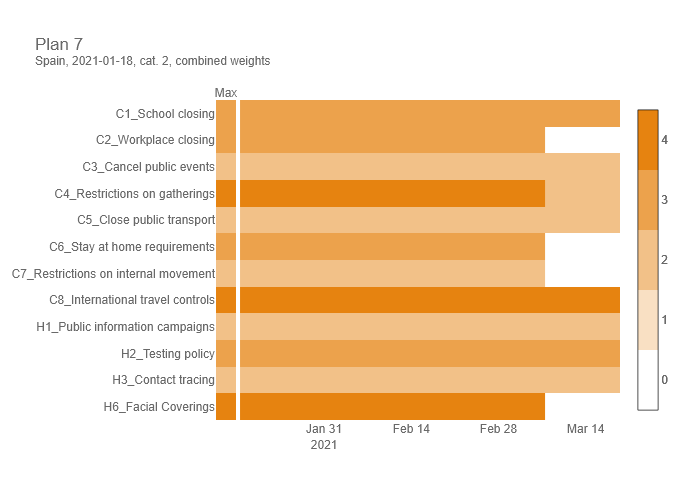 Plan 7
Spain, 2021-01-18, cat. 2, combined weights
Max
C1_School closing
C2_Workplace closing
C3_Cancel public events
C4_Restrictions on gatherings
C5_Close public transport
C6_Stay at home requirements
C7_Restrictions on internal movement
C8_International travel controls
H1_Public information campaigns
H2_Testing policy
H3_Contact tracing
H6_Facial Coverings
4
3
2
1
0
Jan 31 Feb 14 Feb 28 Mar 14
2021